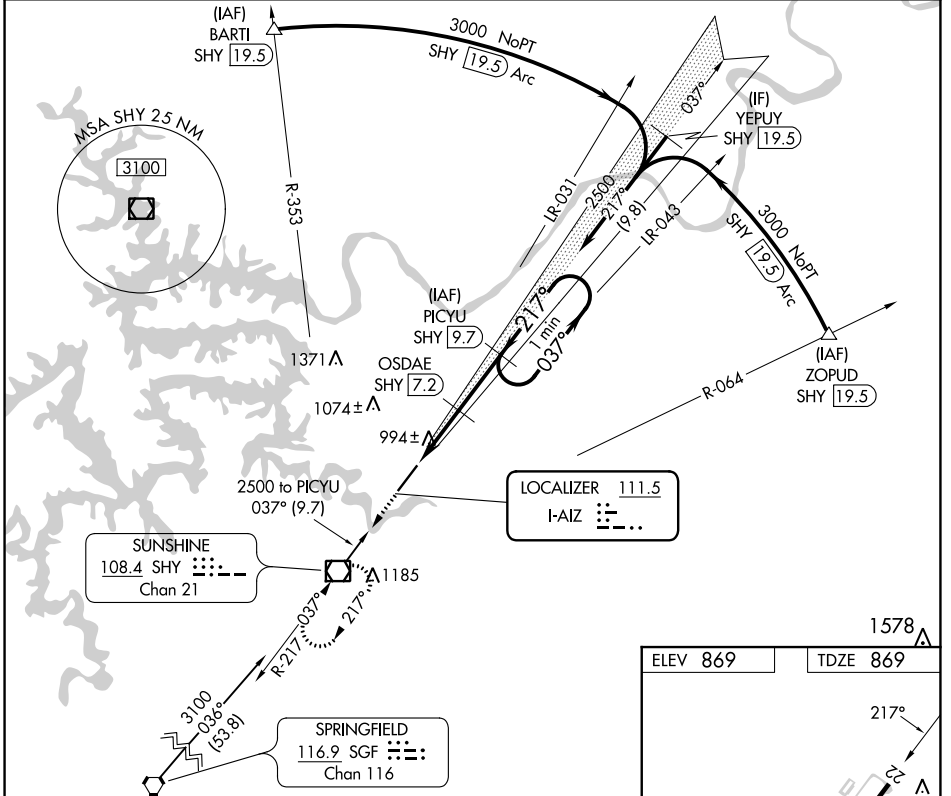 (IAF)
BARTI
SHY 19.5
3000 NoPT
SHY 19.5 Arc
037°
(IF)
YEPUY
SHY 19.5
MSA SHY 25 NM
3100
R-353
LR-031
2500
217°
(9.8)
LR-043
3000 NoPT
SHY 19.5 Arc
(IAF)
PICYU
SHY 9.7
217°
1 min
037°
(IAF)
ZOPUD
SHY 19.5
R-064
OSDAE
SHY 7.2
1371
1074±
994±
2500 to PICYU
037° (9.7)
LOCALIZER 111.5
I-AIZ
SUNSHINE
108.4 SHY
Chan 21
1185
037°
217°
R-217
3100
036°
(53.8)
SPRINGFIELD
116.9 SGF
Chan 116
1578
ELEV 869
TDZE 869
217°
22